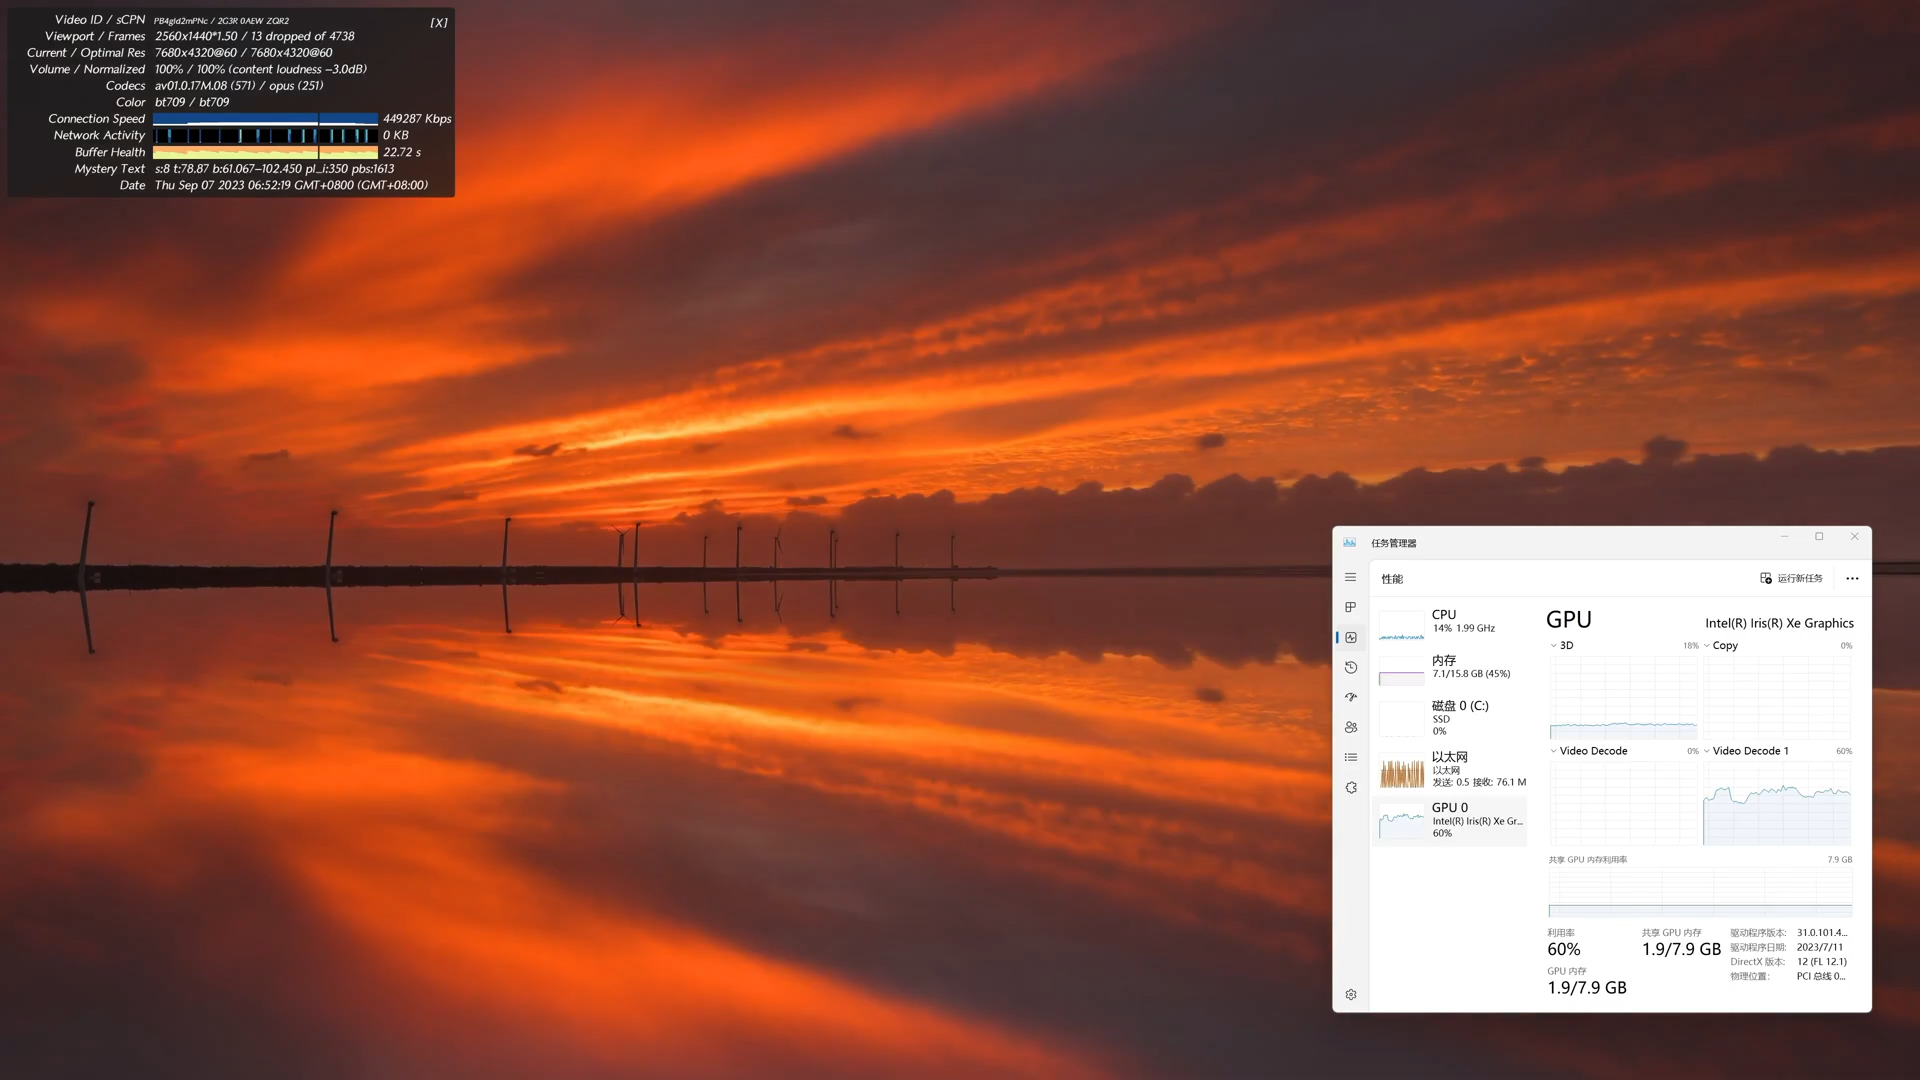 Video ID / sCPN PB4gId2mPNc / 2G3R 0AEW ZQR2
[X]
Viewport / Frames 2560x1440*1.50 / 13 dropped of 4738
Current / Optimal Res 7680x4320@60 / 7680x4320@60
Volume / Normalized 100% / 100% (content loudness -3.0dB)
Codecs av01.0.17M.08 (571) / opus (251)
Color bt709 / bt709
Connection Speed 449287 Kbps
Network Activity 0 KB
Buffer Health 22.72 s
Mystery Text s:8 t:78.87 b:61.067-102.450 pl_i:350 pbs:1613
Date Thu Sep 07 2023 06:52:19 GMT+0800 (GMT+08:00)
任务管理器
性能
运行新任务
CPU
14% 1.99 GHz
内存
7.1/15.8 GB (45%)
磁盘 0 (C:)
SSD
0%
以太网
以太网
发送: 0.5 接收: 76.1 M
GPU 0
Intel(R) Iris(R) Xe Gr...
60%
GPU
Intel(R) Iris(R) Xe Graphics
3D 18%
Copy 0%
Video Decode 0%
Video Decode 1 60%
共享 GPU 内存利用率 7.9 GB
利用率
60%
共享 GPU 内存
1.9/7.9 GB
GPU 内存
1.9/7.9 GB
驱动程序版本: 31.0.101.4...
驱动程序日期: 2023/7/11
DirectX 版本: 12 (FL 12.1)
物理位置: PCI 总线 0...